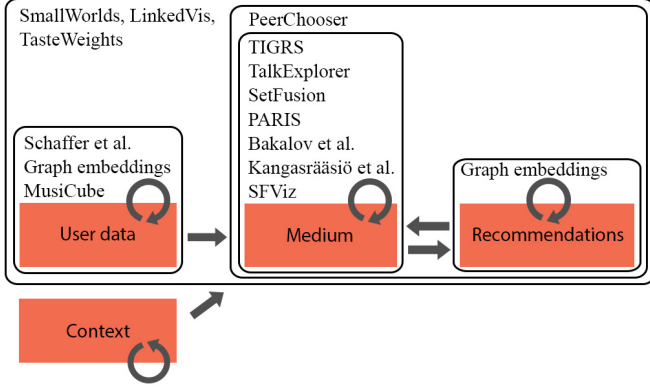 SmallWorlds, LinkedVis,
TasteWeights
PeerChooser
TIGRS
TalkExplorer
SetFusion
PARIS
Bakalov et al.
Kangasrääsiö et al.
SFViz
Schaffer et al.
Graph embeddings
MusiCube
Graph embeddings
User data
Medium
Recommendations
Context